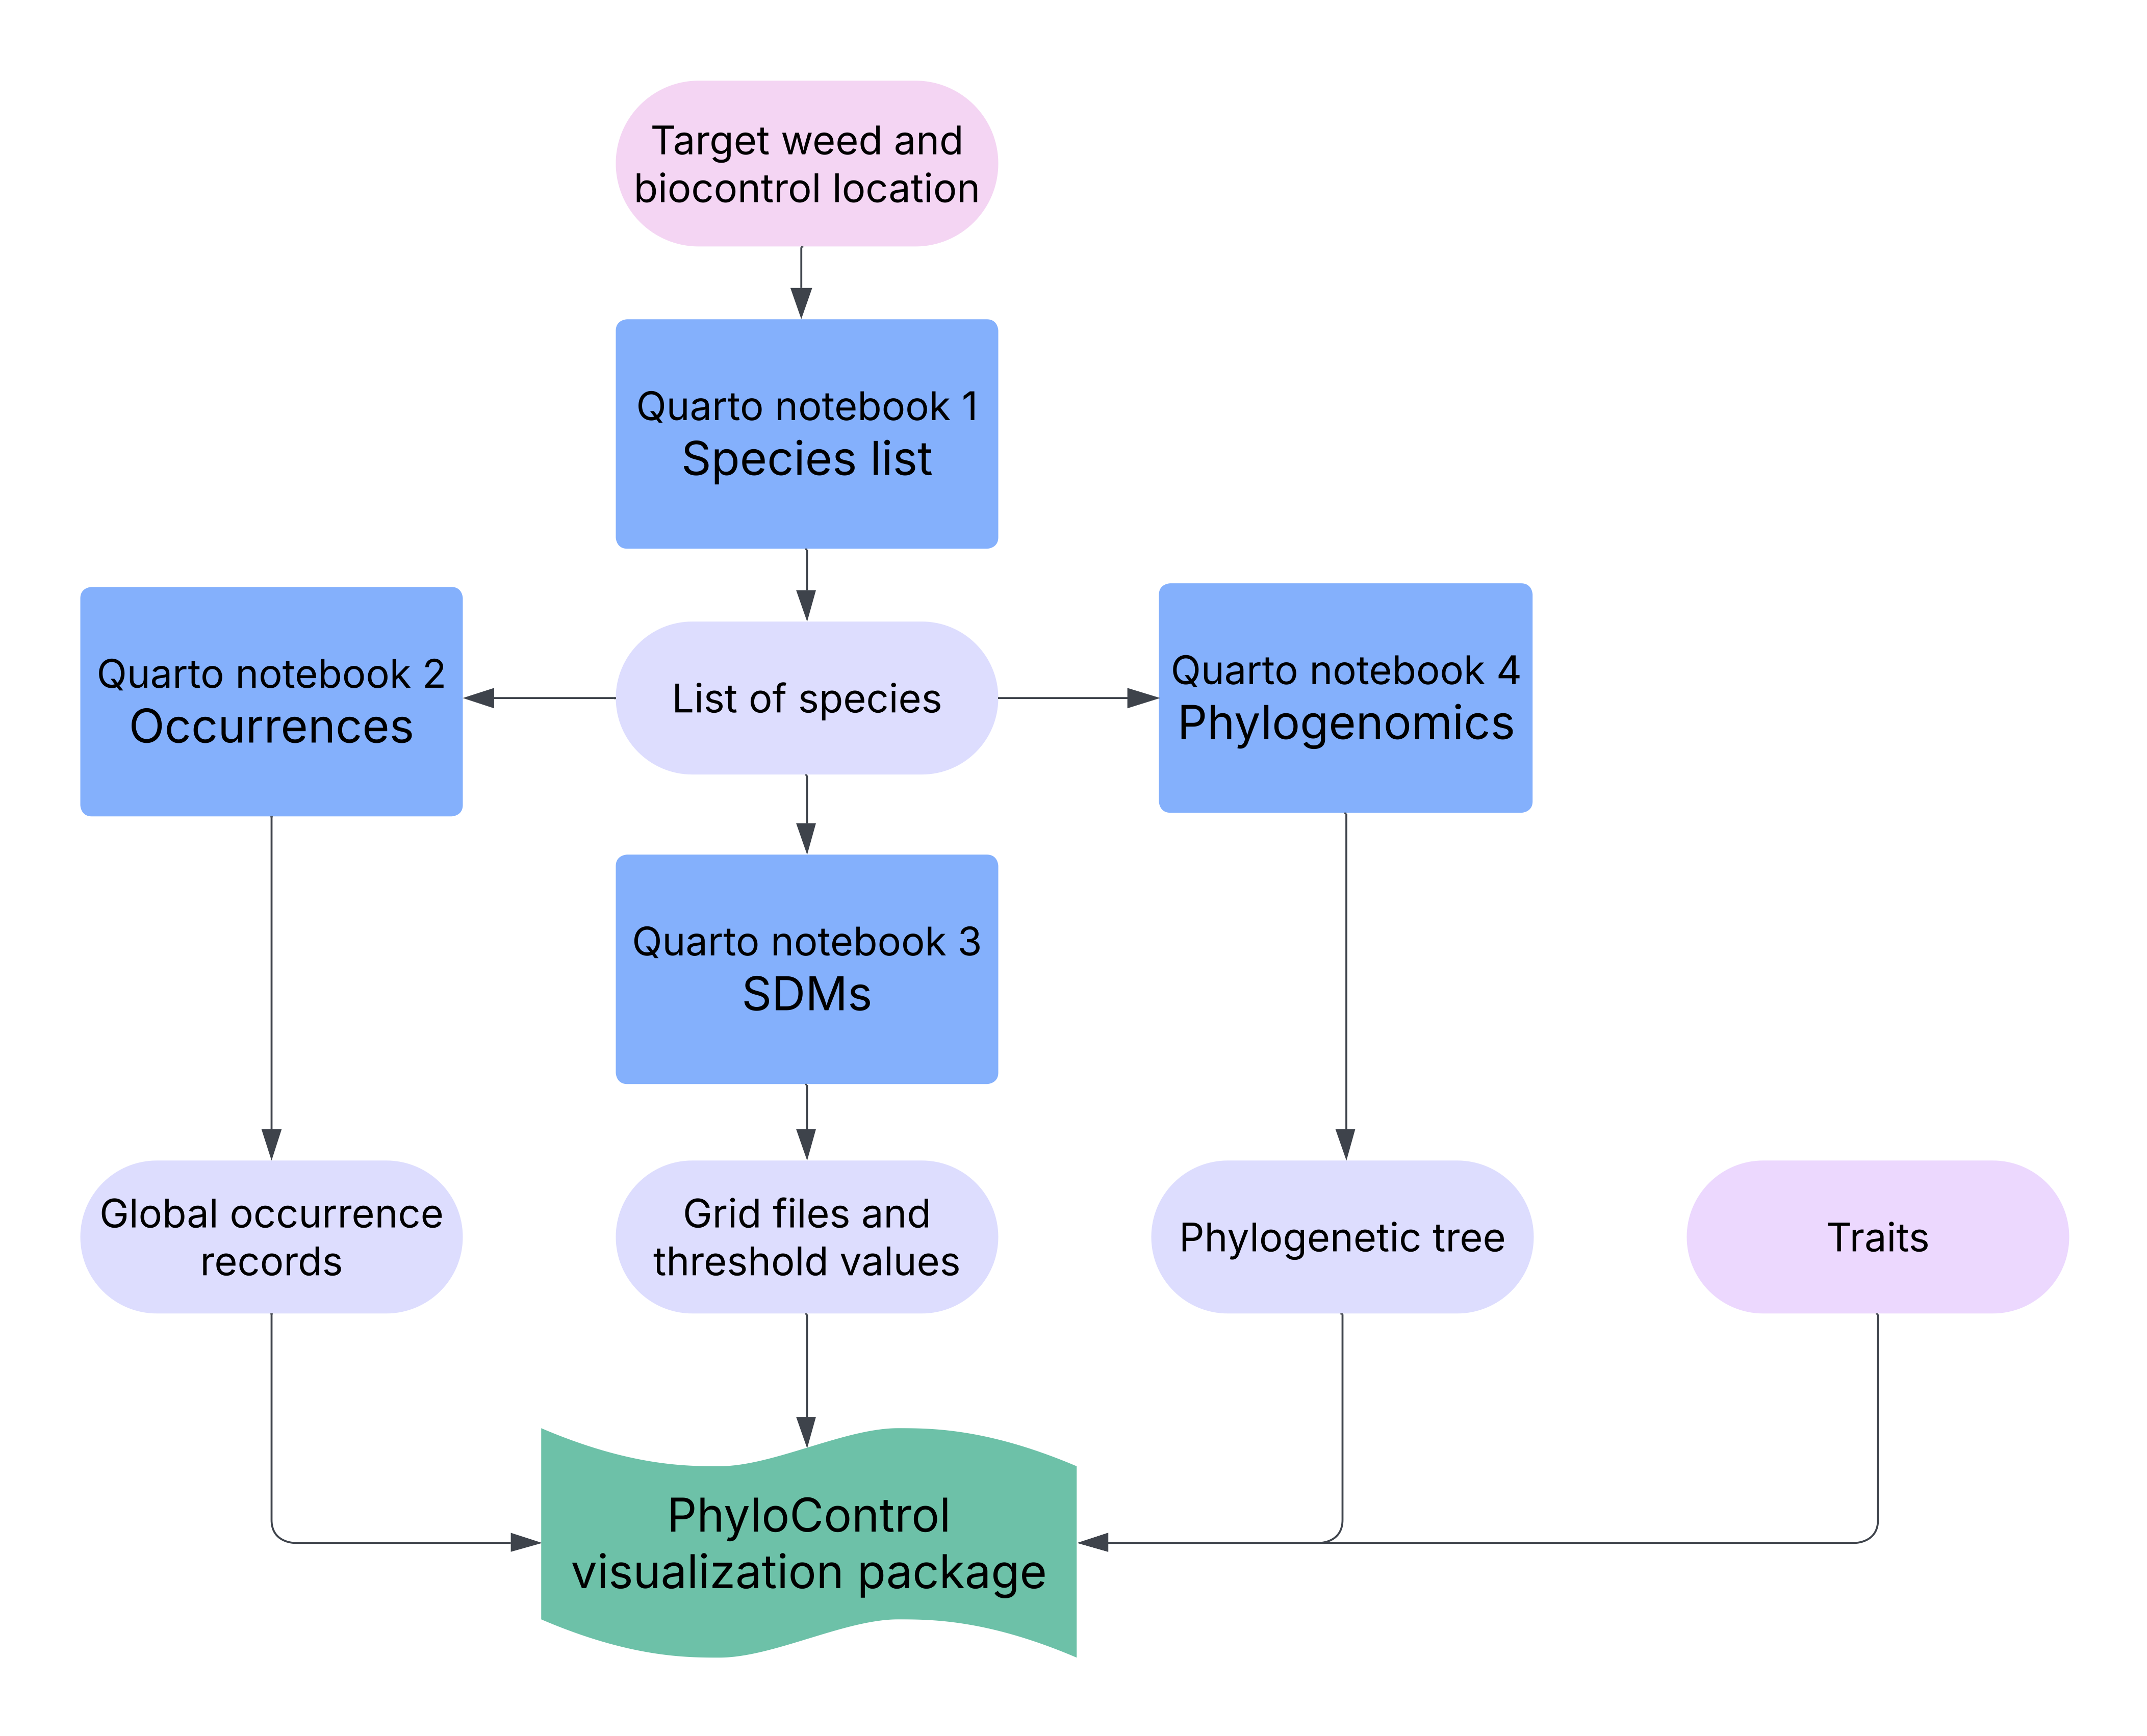 Target weed and
biocontrol location
Quarto notebook 1
Species list
Quarto notebook 2
Occurrences
List of species
Quarto notebook 4
Phylogenomics
Quarto notebook 3
SDMs
Global occurrence
records
Grid files and
threshold values
Phylogenetic tree
Traits
PhyloControl
visualization package